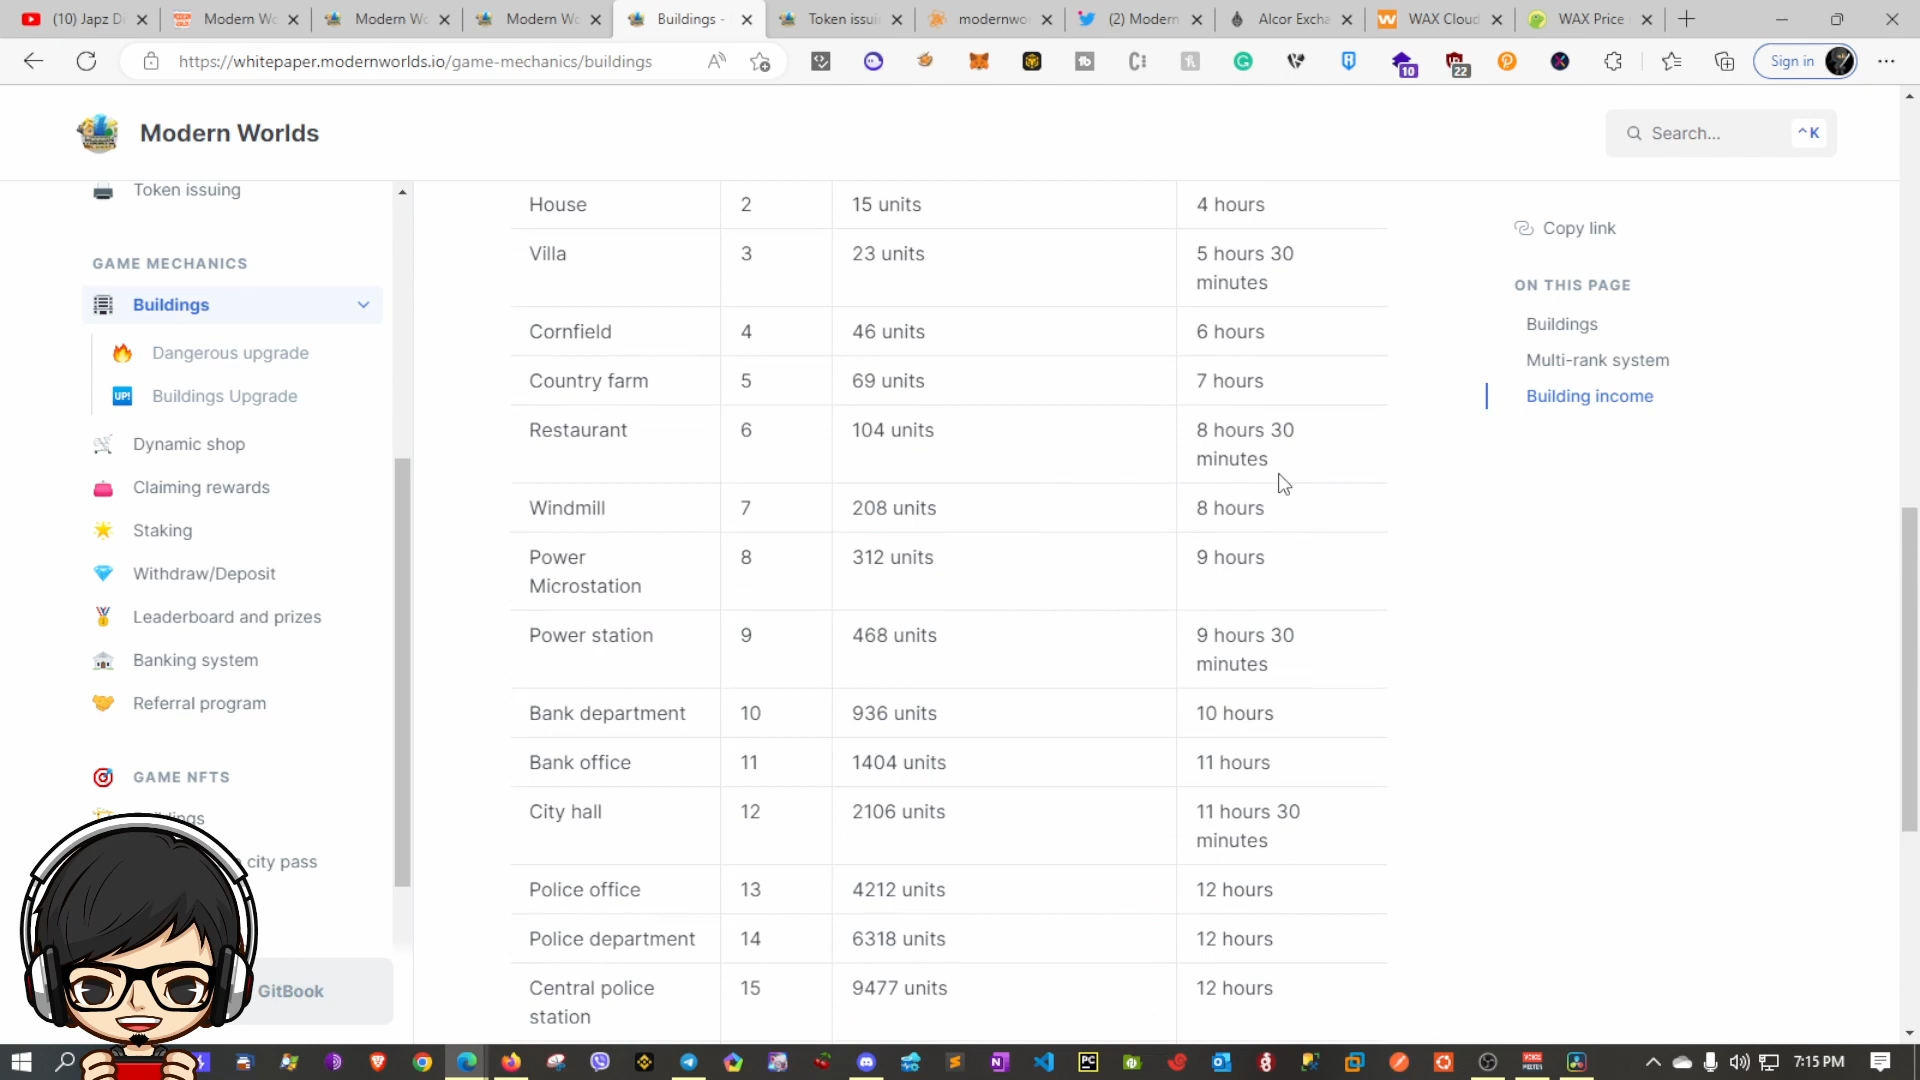 (10) Japz Di
Modern Wo
Modern Wo
Modern Wo
Buildings -
Token issuin
modernwor
(2) Modern
Alcor Excha
WAX Cloud
WAX Price
https://whitepaper.modernworlds.io/game-mechanics/buildings
10
22
Sign in
Modern Worlds
Search...
^K
Token issuing
GAME MECHANICS
Buildings
Dangerous upgrade
UP!
Buildings Upgrade
Dynamic shop
Claiming rewards
Staking
Withdraw/Deposit
Leaderboard and prizes
Banking system
Referral program
GAME NFTS
city pass
GitBook
House 2 15 units 4 hours
Villa 3 23 units 5 hours 30
minutes
Cornfield 4 46 units 6 hours
Country farm 5 69 units 7 hours
Restaurant 6 104 units 8 hours 30
minutes
Windmill 7 208 units 8 hours
Power 8 312 units 9 hours
Microstation
Power station 9 468 units 9 hours 30
minutes
Bank department 10 936 units 10 hours
Bank office 11 1404 units 11 hours
City hall 12 2106 units 11 hours 30
minutes
Police office 13 4212 units 12 hours
Police department 14 6318 units 12 hours
Central police 15 9477 units 12 hours
station
Copy link
ON THIS PAGE
Buildings
Multi-rank system
Building income
7:15 PM